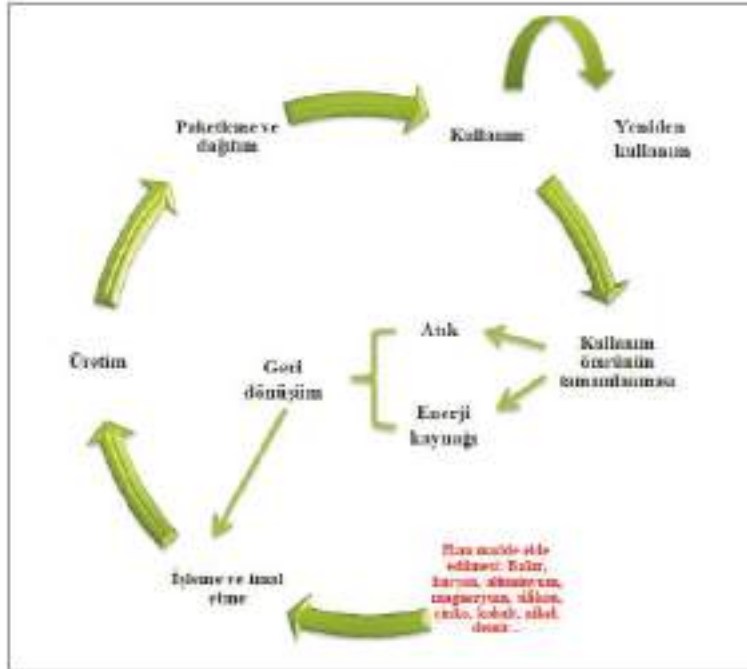 Paketleme ve
dağıtım
Kullanım
Yeniden
kullanım
Üretim
Geri
dönüşüm
Atık
Enerji
kaynağı
Kullanım
ömrünün
tamamlanması
İşleme ve imal
etme
Ham madde elde
edilmesi: Bakır,
alüminyum,
magnezyum, silikon,
çinko, kobalt, nikel,
demir...